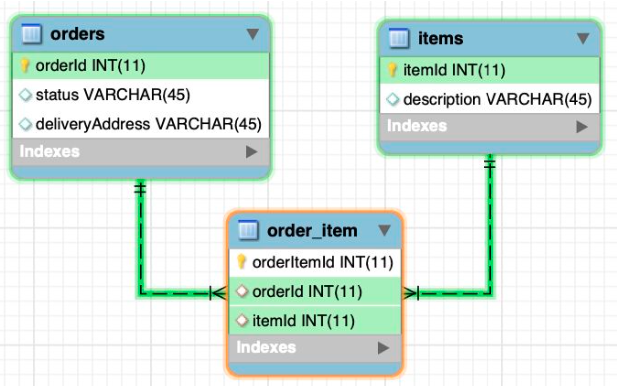 orders
orderId INT(11)
status VARCHAR(45)
deliveryAddress VARCHAR(45)
Indexes
items
itemId INT(11)
description VARCHAR(45)
Indexes
order_item
orderItemId INT(11)
orderId INT(11)
itemId INT(11)
Indexes